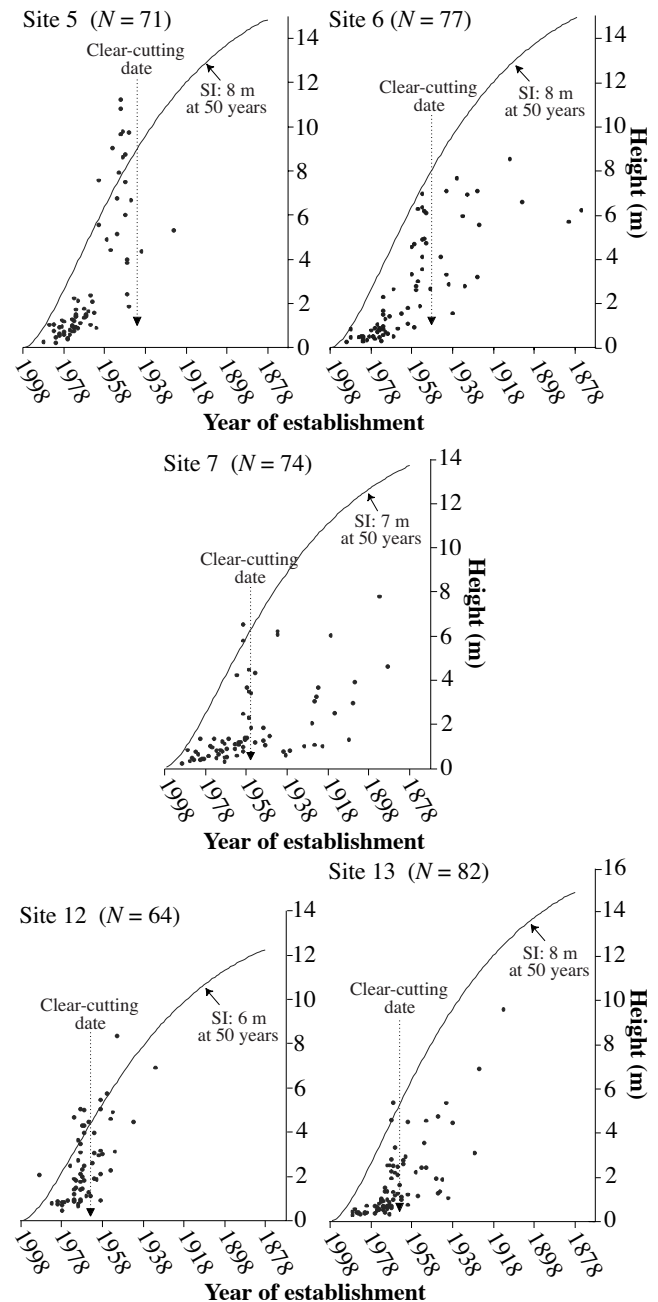 Site 5 (N = 71)
Clear-cutting
date
SI: 8 m
at 50 years
14
12
10
8
6
4
2
0
1998
1978
1958
1938
1918
1898
1878
Year of establishment
Site 6 (N = 77)
Clear-cutting
date
SI: 8 m
at 50 years
14
12
10
8
6
4
2
0
Height (m)
1998
1978
1958
1938
1918
1898
1878
Year of establishment
Site 7 (N = 74)
Clear-cutting
date
SI: 7 m
at 50 years
14
12
10
8
6
4
2
0
Height (m)
1998
1978
1958
1938
1918
1898
1878
Year of establishment
Site 12 (N = 64)
Clear-cutting
date
SI: 6 m
at 50 years
14
12
10
8
6
4
2
0
1998
1978
1958
1938
1918
1898
1878
Site 13 (N = 82)
Clear-cutting
date
SI: 8 m
at 50 years
16
14
12
10
8
6
4
2
0
Height (m)
1998
1978
1958
1938
1918
1898
1878
Year of establishment